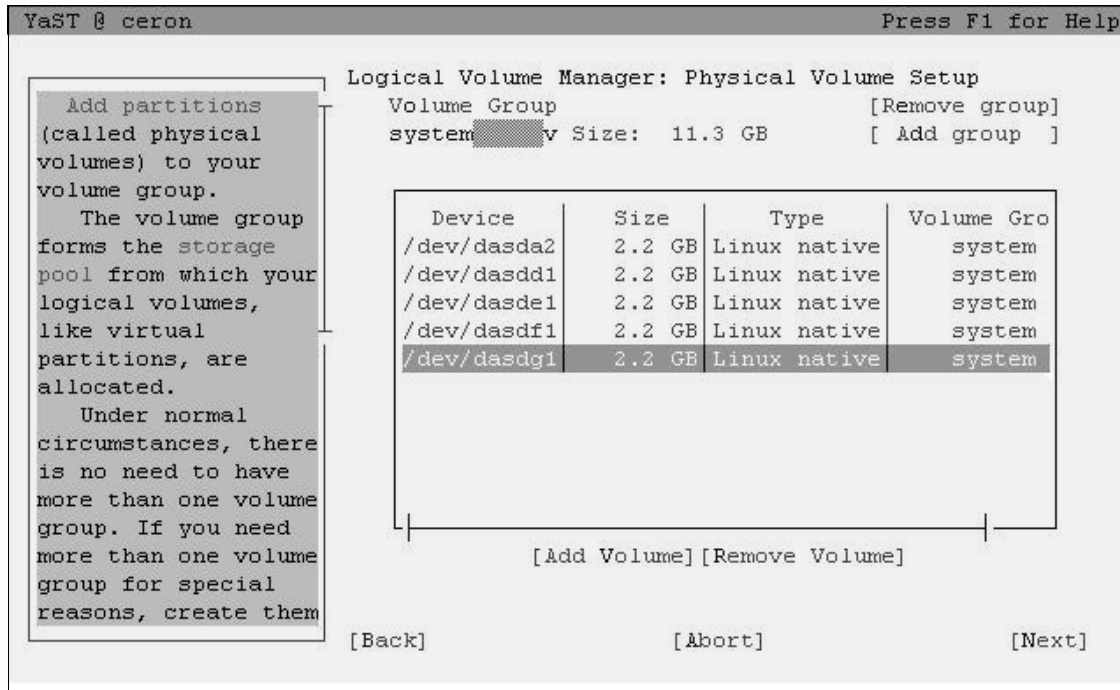 YaST @ ceron Press F1 for Help
Add partitions
(called physical
volumes) to your
volume group.
The volume group
forms the storage
pool from which your
logical volumes,
like virtual
partitions, are
allocated.
Under normal
circumstances, there
is no need to have
more than one volume
group. If you need
more than one volume
group for special
reasons, create them
Logical Volume Manager: Physical Volume Setup
Volume Group [Remove group]
system v Size: 11.3 GB [ Add group ]
Device Size Type Volume Gro
/dev/dasda2 2.2 GB Linux native system
/dev/dasdd1 2.2 GB Linux native system
/dev/dasde1 2.2 GB Linux native system
/dev/dasdf1 2.2 GB Linux native system
/dev/dasdg1 2.2 GB Linux native system
[Add Volume][Remove Volume]
[Back] [Abort] [Next]